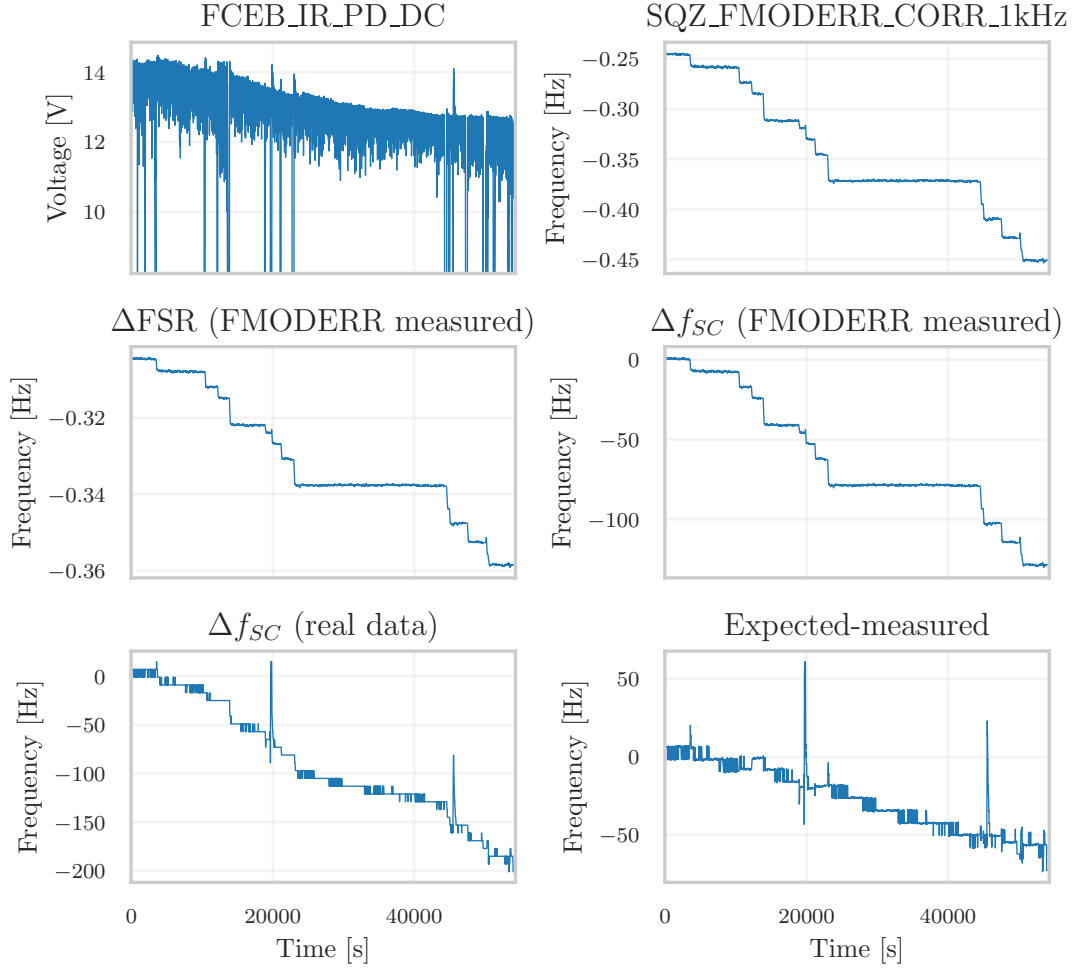 FCEB_IR_PD_DC
SQZ_FMODERR_CORR_1kHz
Voltage [V]
14
12
10
Frequency [Hz]
−0.25
−0.30
−0.35
−0.40
−0.45
ΔFSR (FMODERR measured)
Δf_SC (FMODERR measured)
Frequency [Hz]
−0.32
−0.34
−0.36
Frequency [Hz]
0
−50
−100
Δf_SC (real data)
Expected-measured
Frequency [Hz]
0
−50
−100
−150
−200
0 20000 40000
Time [s]
Frequency [Hz]
50
0
−50
0 20000 40000
Time [s]